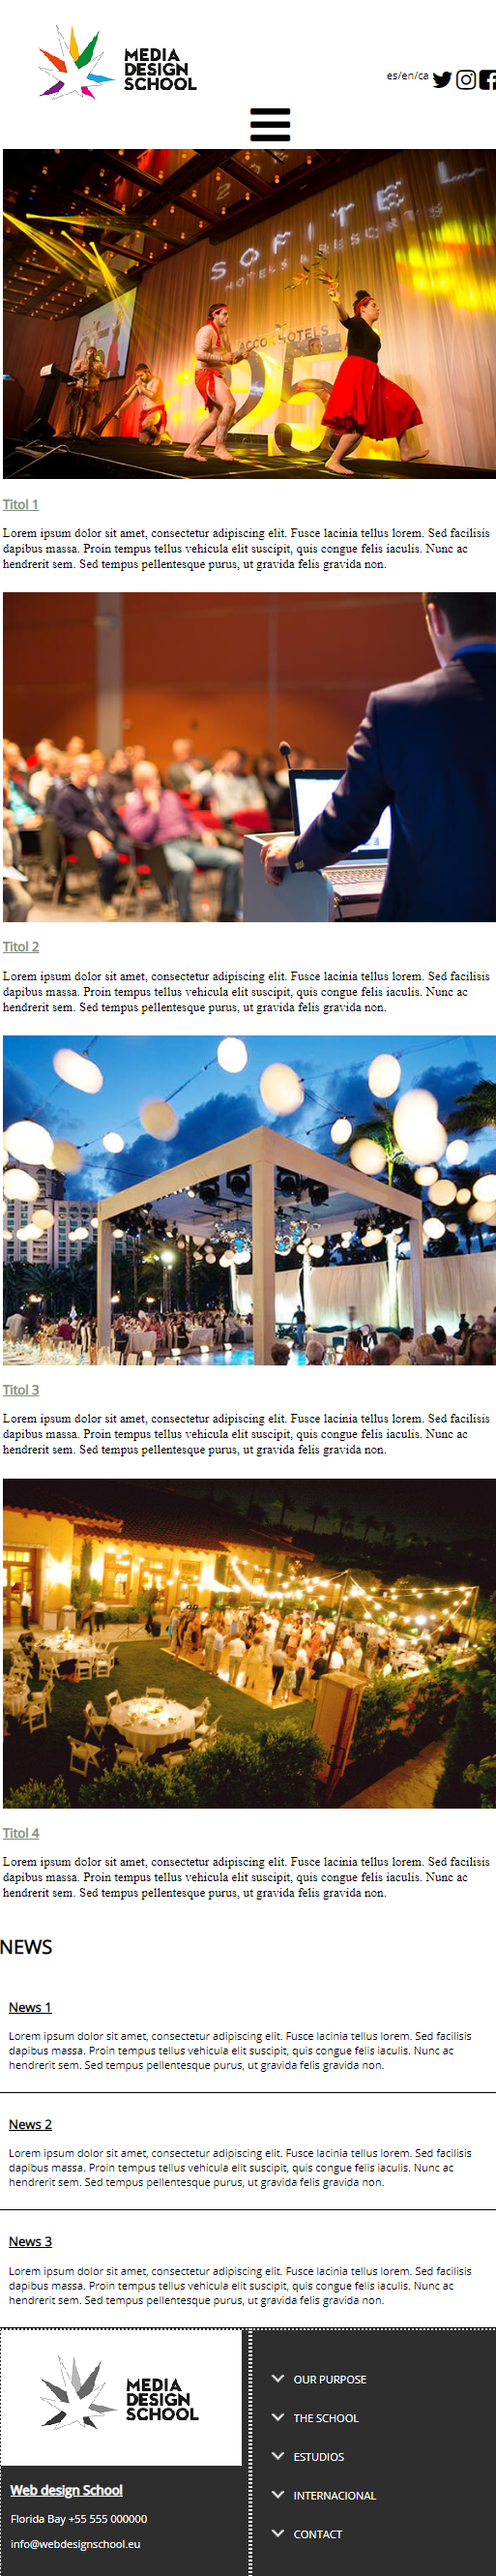 MEDIA
DESIGN
SCHOOL
es/en/ca
SOFITEL
HOTELS & RESORTS
ACCORHOTELS
25
Titol 1
Lorem ipsum dolor sit amet, consectetur adipiscing elit. Fusce lacinia tellus lorem. Sed facilisis
dapibus massa. Proin tempus tellus vehicula elit suscipit, quis congue felis iaculis. Nunc ac
hendrerit sem. Sed tempus pellentesque purus, ut gravida felis gravida non.
Titol 2
Lorem ipsum dolor sit amet, consectetur adipiscing elit. Fusce lacinia tellus lorem. Sed facilisis
dapibus massa. Proin tempus tellus vehicula elit suscipit, quis congue felis iaculis. Nunc ac
hendrerit sem. Sed tempus pellentesque purus, ut gravida felis gravida non.
Titol 3
Lorem ipsum dolor sit amet, consectetur adipiscing elit. Fusce lacinia tellus lorem. Sed facilisis
dapibus massa. Proin tempus tellus vehicula elit suscipit, quis congue felis iaculis. Nunc ac
hendrerit sem. Sed tempus pellentesque purus, ut gravida felis gravida non.
Titol 4
Lorem ipsum dolor sit amet, consectetur adipiscing elit. Fusce lacinia tellus lorem. Sed facilisis
dapibus massa. Proin tempus tellus vehicula elit suscipit, quis congue felis iaculis. Nunc ac
hendrerit sem. Sed tempus pellentesque purus, ut gravida felis gravida non.
NEWS
News 1
Lorem ipsum dolor sit amet, consectetur adipiscing elit. Fusce lacinia tellus lorem. Sed facilisis
dapibus massa. Proin tempus tellus vehicula elit suscipit, quis congue felis iaculis. Nunc ac
hendrerit sem. Sed tempus pellentesque purus, ut gravida felis gravida non.
News 2
Lorem ipsum dolor sit amet, consectetur adipiscing elit. Fusce lacinia tellus lorem. Sed facilisis
dapibus massa. Proin tempus tellus vehicula elit suscipit, quis congue felis iaculis. Nunc ac
hendrerit sem. Sed tempus pellentesque purus, ut gravida felis gravida non.
News 3
Lorem ipsum dolor sit amet, consectetur adipiscing elit. Fusce lacinia tellus lorem. Sed facilisis
dapibus massa. Proin tempus tellus vehicula elit suscipit, quis congue felis iaculis. Nunc ac
hendrerit sem. Sed tempus pellentesque purus, ut gravida felis gravida non.
MEDIA
DESIGN
SCHOOL
Web design School
Florida Bay +55 555 000000
info@webdesignschool.eu
OUR PURPOSE
THE SCHOOL
ESTUDIOS
INTERNACIONAL
CONTACT